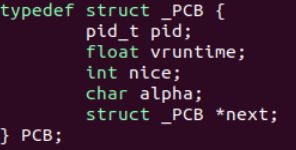 typedef struct _PCB {
        pid_t pid;
        float vruntime;
        int nice;
        char alpha;
        struct _PCB *next;
} PCB;